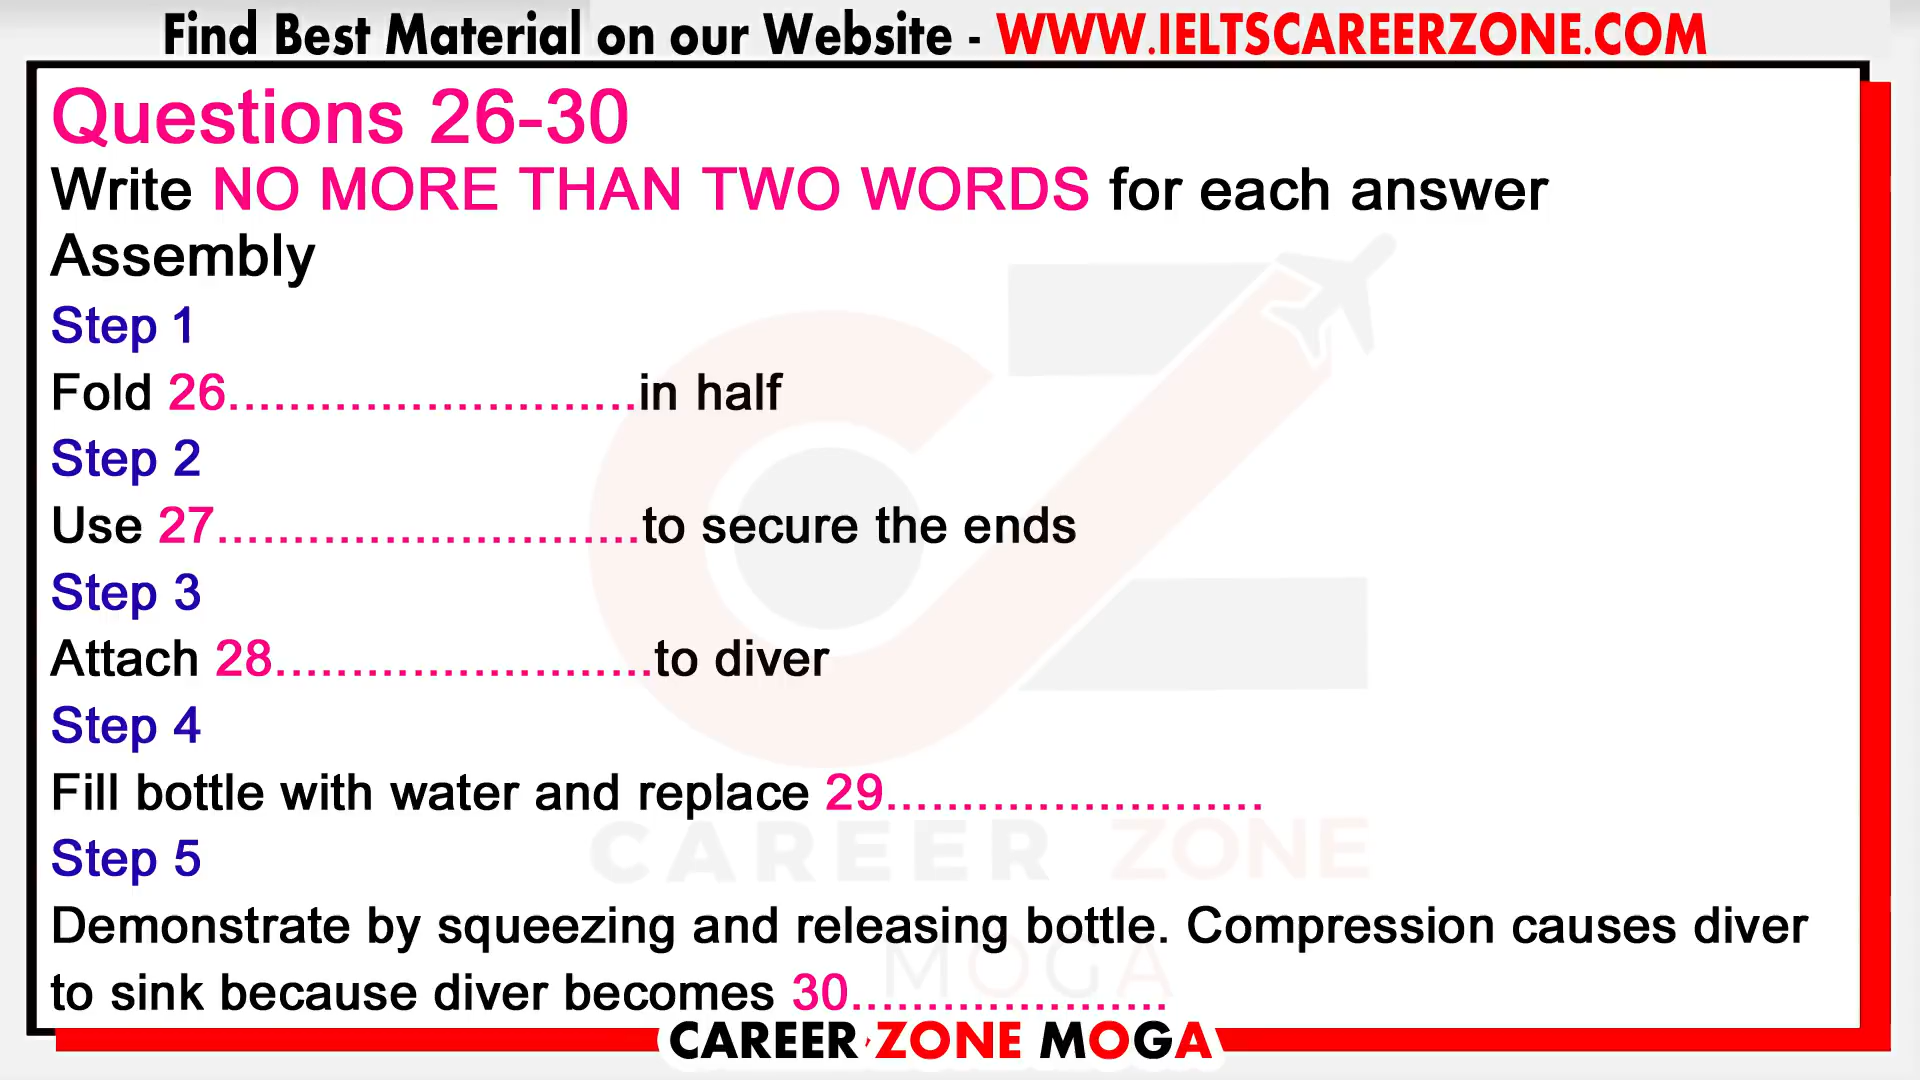 Find Best Material on our Website - WWW.IELTSCAREERZONE.COM
Questions 26-30
Write NO MORE THAN TWO WORDS for each answer
Assembly
Step 1
Fold 26...........................in half
Step 2
Use 27............................to secure the ends
Step 3
Attach 28.........................to diver
Step 4
Fill bottle with water and replace 29.........................
CAREER ZONE
Step 5
Demonstrate by squeezing and releasing bottle. Compression causes diver
MOGA
to sink because diver becomes 30.....................
CAREER ZONE MOGA